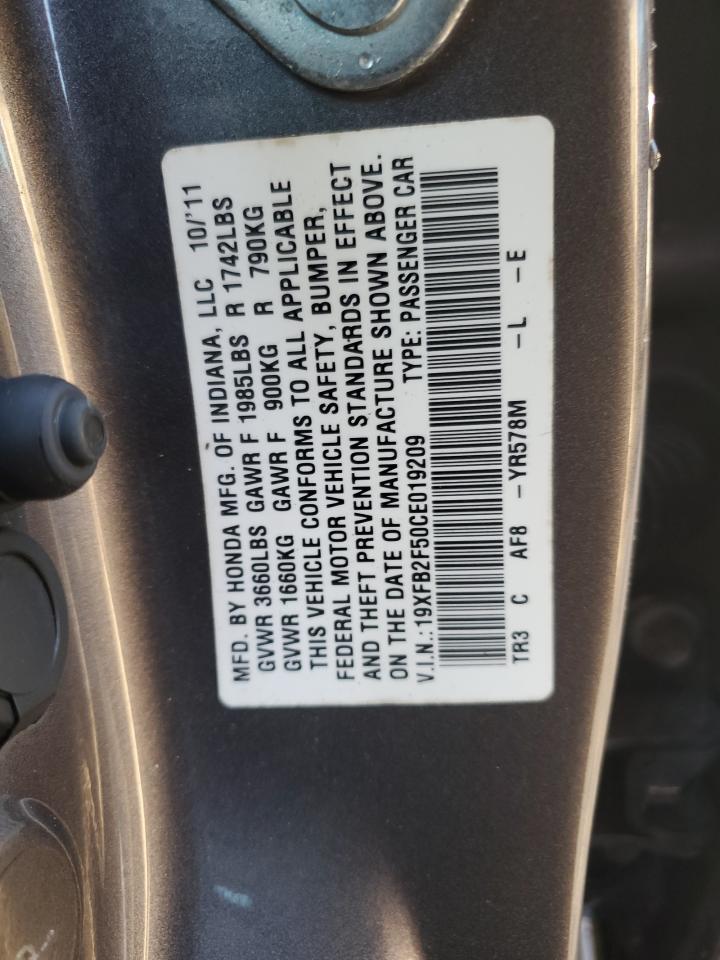 MFD. BY HONDA MFG. OF INDIANA, LLC 10/'11
GVWR 3660LBS GAWR F 1985LBS R 1742LBS
GVWR 1660KG GAWR F 900KG R 790KG
THIS VEHICLE CONFORMS TO ALL APPLICABLE
FEDERAL MOTOR VEHICLE SAFETY, BUMPER,
AND THEFT PREVENTION STANDARDS IN EFFECT
ON THE DATE OF MANUFACTURE SHOWN ABOVE.
V.I.N.:19XFB2F50CE019209 TYPE: PASSENGER CAR
TR3 C AF8 -YR578M -L -E